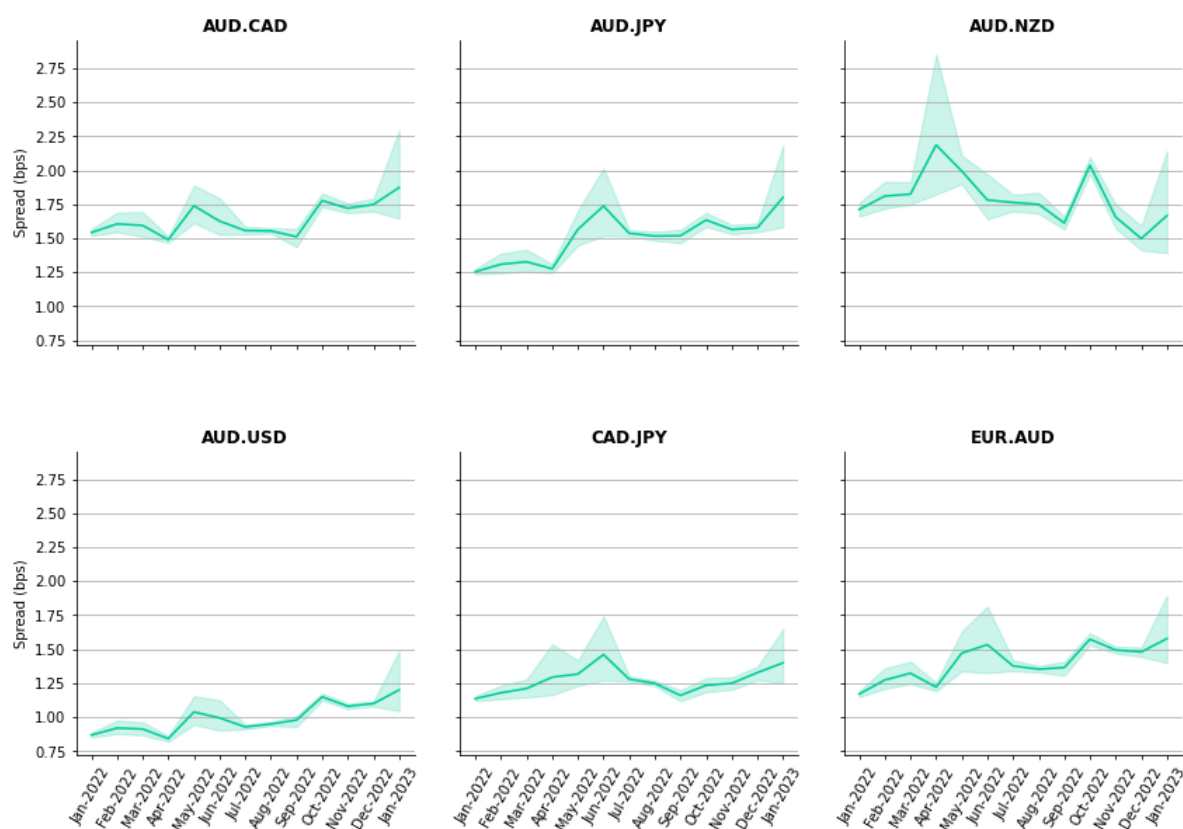 AUD.CAD
AUD.JPY
AUD.NZD
Spread (bps)
2.75
2.50
2.25
2.00
1.75
1.50
1.25
1.00
0.75
AUD.USD
CAD.JPY
EUR.AUD
Spread (bps)
2.75
2.50
2.25
2.00
1.75
1.50
1.25
1.00
0.75
Jan-2022
Feb-2022
Mar-2022
Apr-2022
May-2022
Jun-2022
Jul-2022
Aug-2022
Sep-2022
Oct-2022
Nov-2022
Dec-2022
Jan-2023
Jan-2022
Feb-2022
Mar-2022
Apr-2022
May-2022
Jun-2022
Jul-2022
Aug-2022
Sep-2022
Oct-2022
Nov-2022
Dec-2022
Jan-2023
Jan-2022
Feb-2022
Mar-2022
Apr-2022
May-2022
Jun-2022
Jul-2022
Aug-2022
Sep-2022
Oct-2022
Nov-2022
Dec-2022
Jan-2023